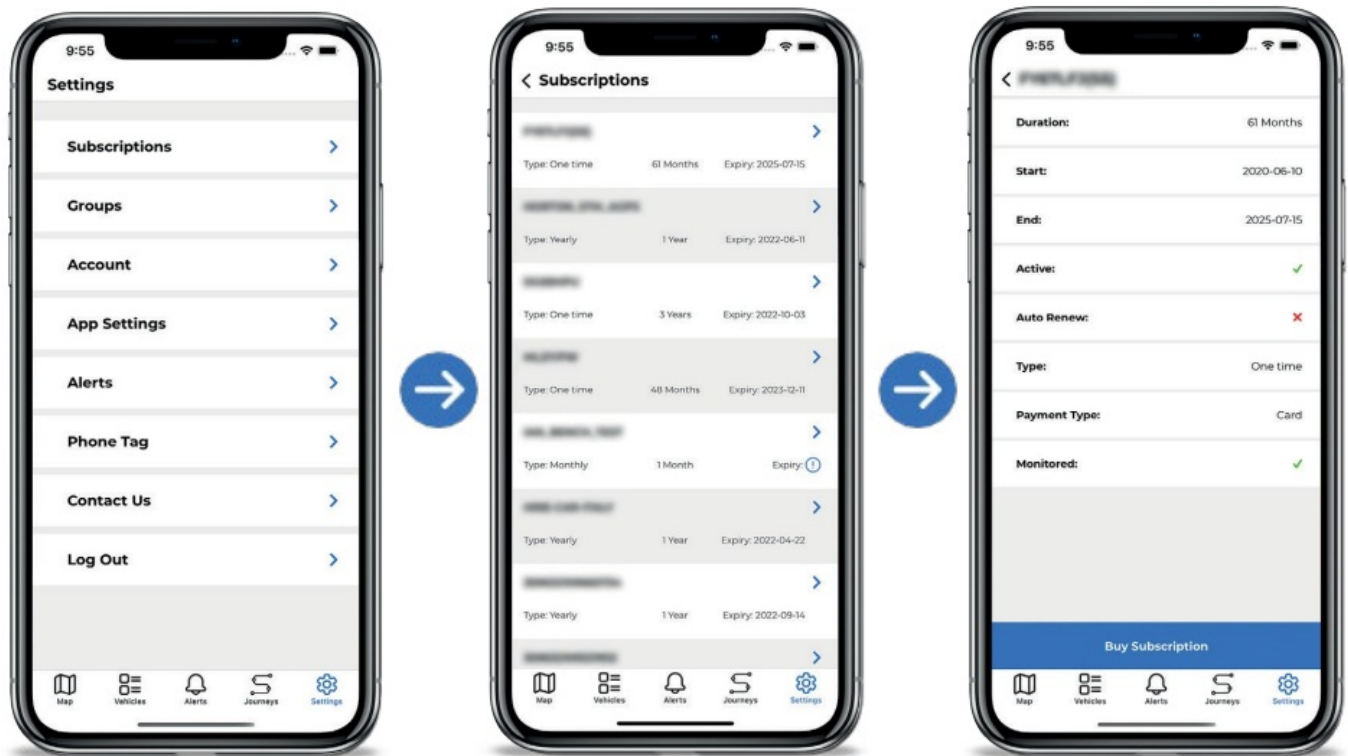 9:55
Settings
Subscriptions
Groups
Account
App Settings
Alerts
Phone Tag
Contact Us
Log Out
Map Vehicles Alerts Journeys Settings
9:55
Subscriptions
Type: One time 61 Months Expiry: 2025-07-15
Type: Yearly 1 Year Expiry: 2022-06-11
Type: One time 3 Years Expiry: 2022-10-03
Type: One time 48 Months Expiry: 2023-12-11
Type: Monthly 1 Month Expiry:
Type: Yearly 1 Year Expiry: 2022-04-22
Type: Yearly 1 Year Expiry: 2022-09-14
Map Vehicles Alerts Journeys Settings
9:55
Duration: 61 Months
Start: 2020-06-10
End: 2025-07-15
Active:
Auto Renew:
Type: One time
Payment Type: Card
Monitored:
Buy Subscription
Map Vehicles Alerts Journeys Settings